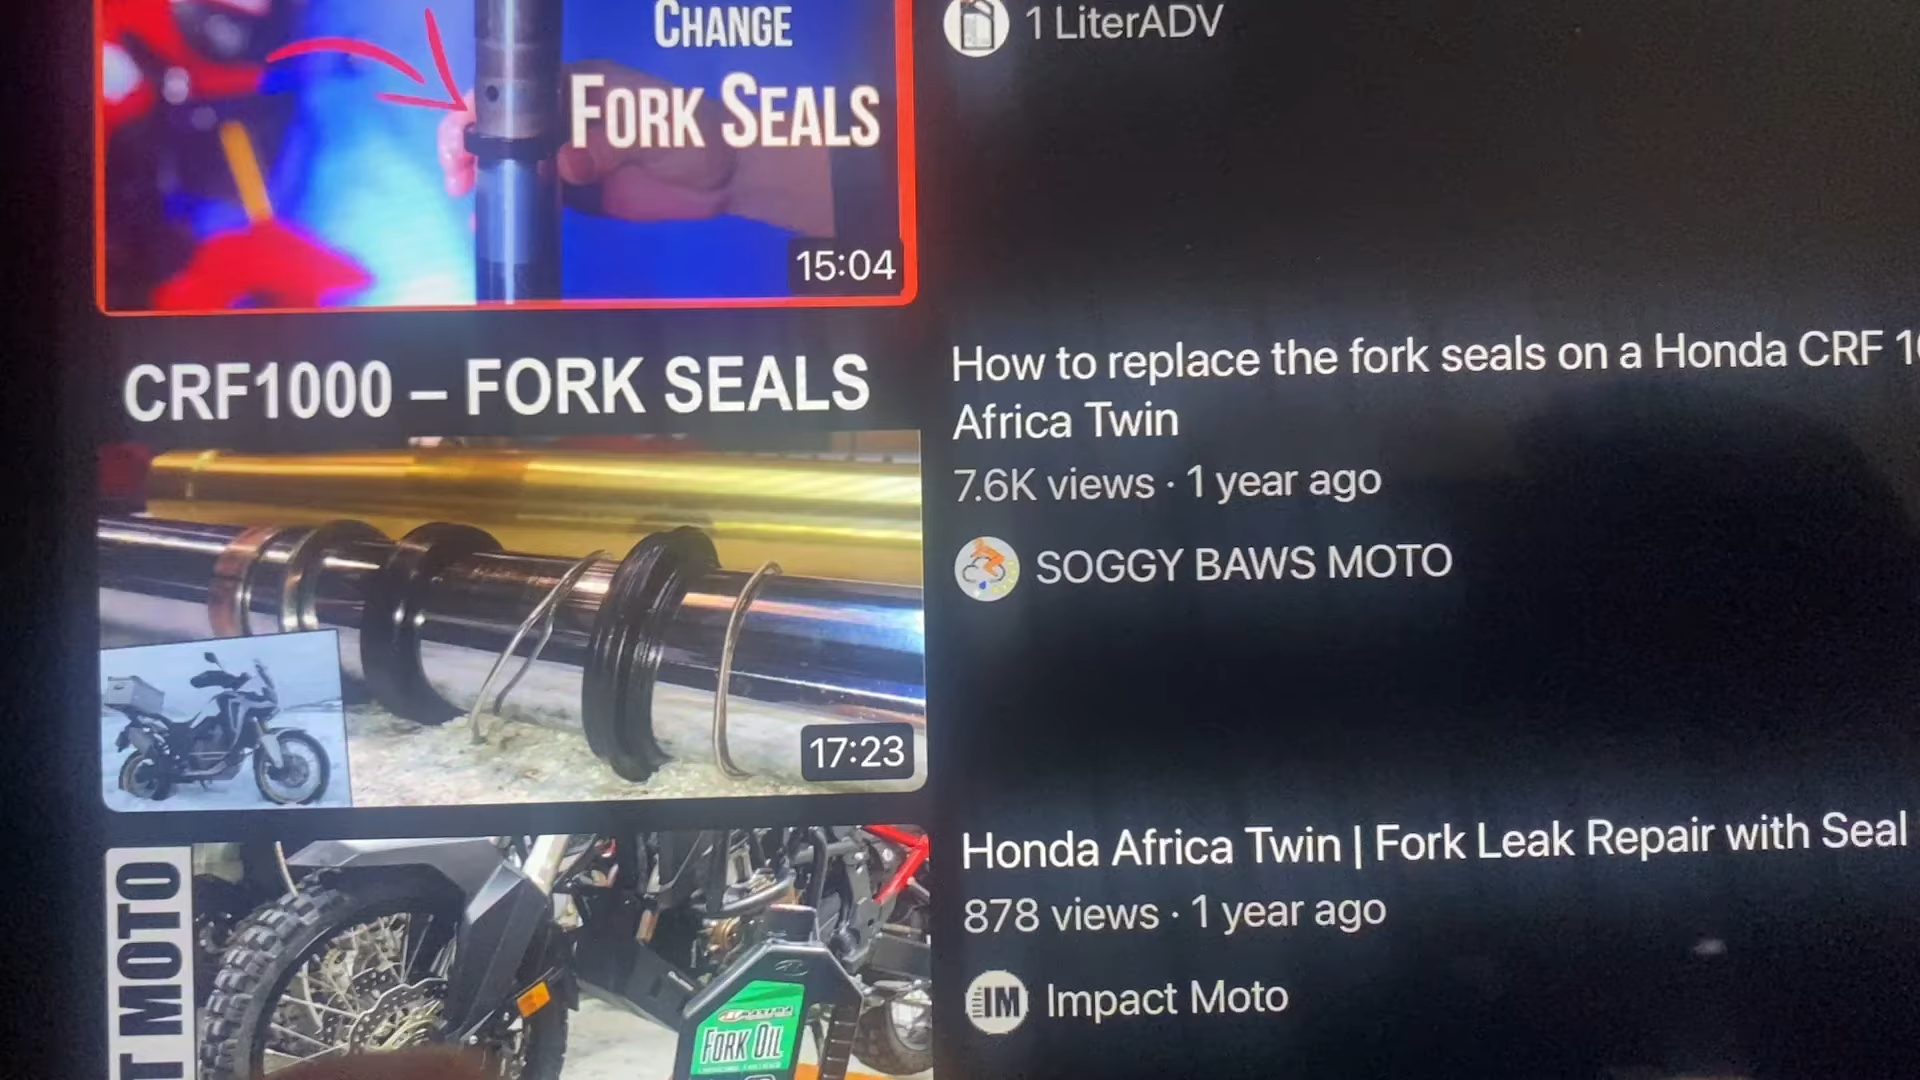 CHANGE
FORK SEALS
15:04
1 LiterADV
CRF1000 – FORK SEALS
17:23
How to replace the fork seals on a Honda CRF
Africa Twin
7.6K views · 1 year ago
SOGGY BAWS MOTO
T MOTO
FORK OIL
Honda Africa Twin | Fork Leak Repair with Seal
878 views · 1 year ago
IM Impact Moto